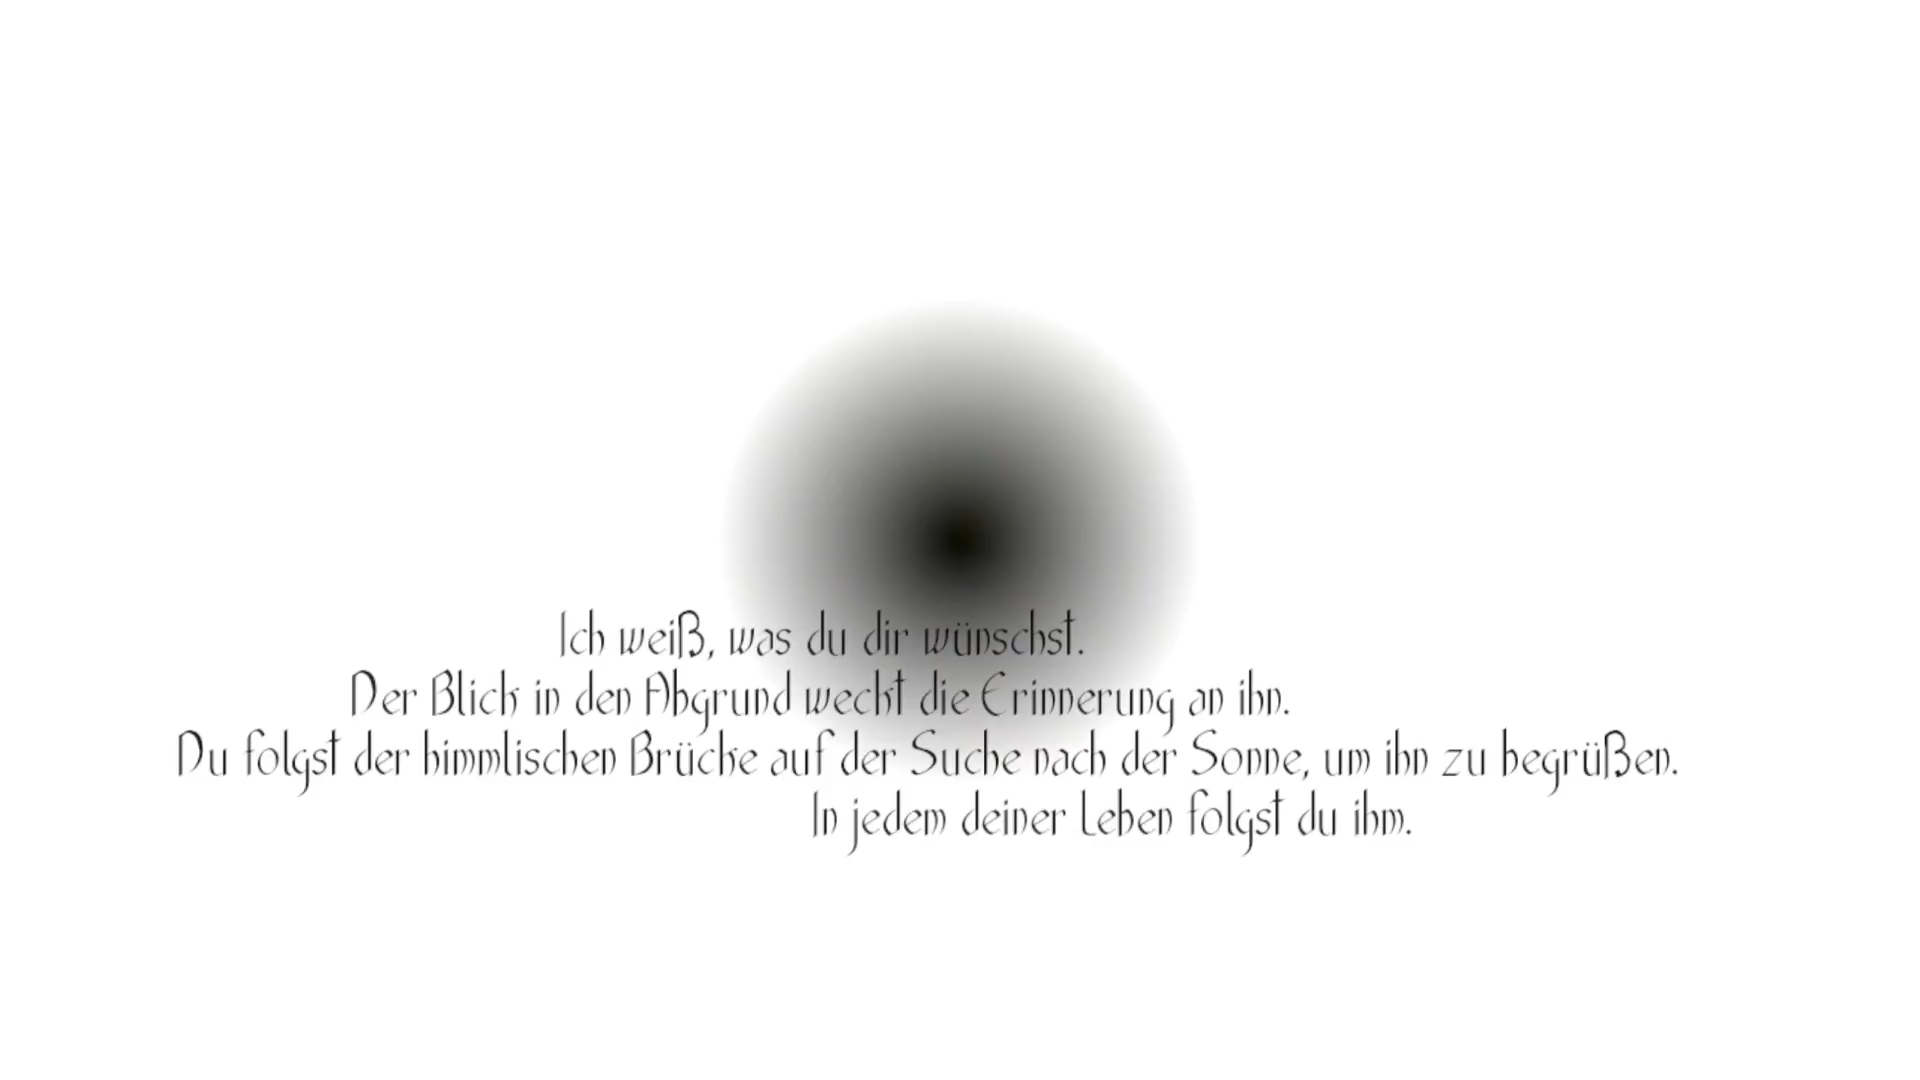 Ich weiß, was du dir wünschst.
Der Blick in den Abgrund weckt die Erinnerung an ihn.
Du folgst der himmlischen Brücke auf der Suche nach der Sonne, um ihn zu begrüßen.
In jedem deiner Leben folgst du ihm.